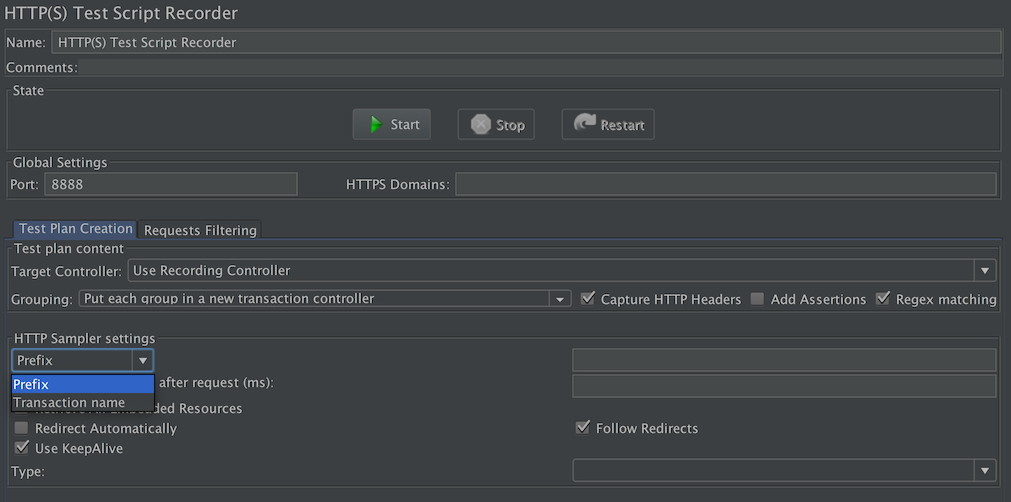 HTTP(S) Test Script Recorder
Name: HTTP(S) Test Script Recorder
Comments:
State
Start Stop Restart
Global Settings
Port: 8888 HTTPS Domains:
Test Plan Creation Requests Filtering
Test plan content
Target Controller: Use Recording Controller
Grouping: Put each group in a new transaction controller Capture HTTP Headers Add Assertions Regex matching
HTTP Sampler settings
Prefix
Prefix after request (ms):
Transaction name
Resources
Redirect Automatically Follow Redirects
Use KeepAlive
Type: